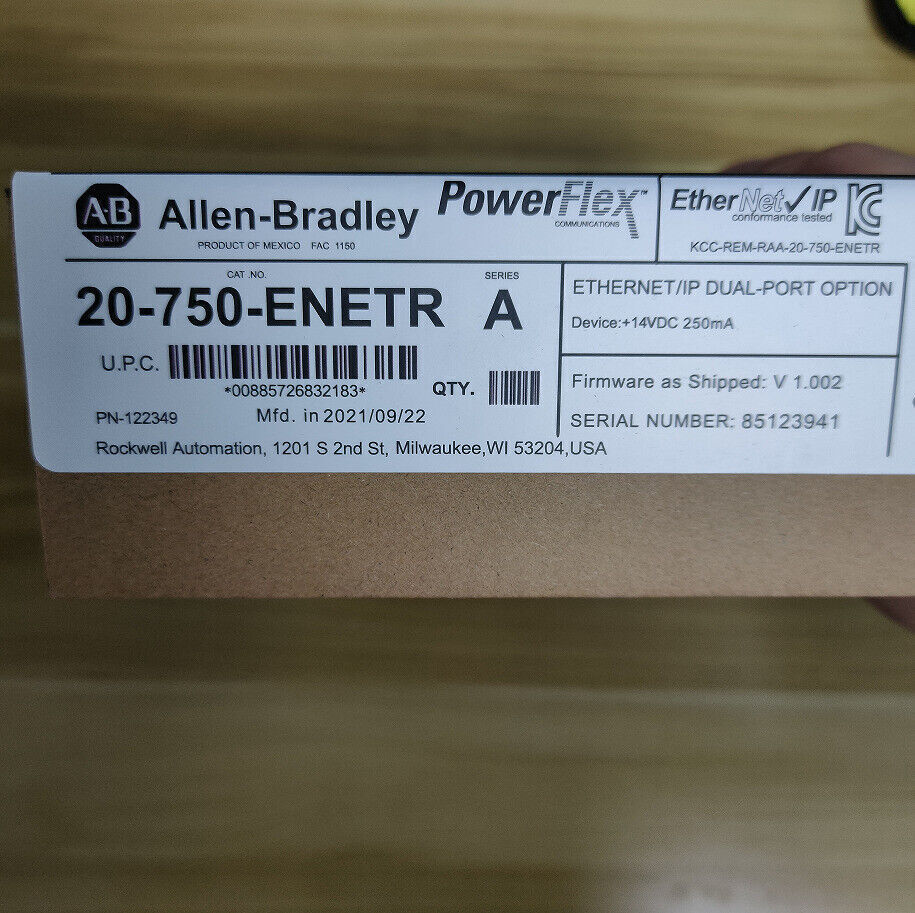 A-B
QUALITY
Allen-Bradley
PRODUCT OF MEXICO FAC 1150
PowerFlex™
COMMUNICATIONS
EtherNet✓IP
conformance tested
KC
KCC-REM-RAA-20-750-ENETR
CAT .NO.
20-750-ENETR
SERIES
A
ETHERNET/IP DUAL-PORT OPTION
Device:+14VDC 250mA
U.P.C.
*00885726832183*
QTY.
Firmware as Shipped: V 1.002
PN-122349
Mfd. in 2021/09/22
SERIAL NUMBER: 85123941
Rockwell Automation, 1201 S 2nd St, Milwaukee,WI 53204,USA